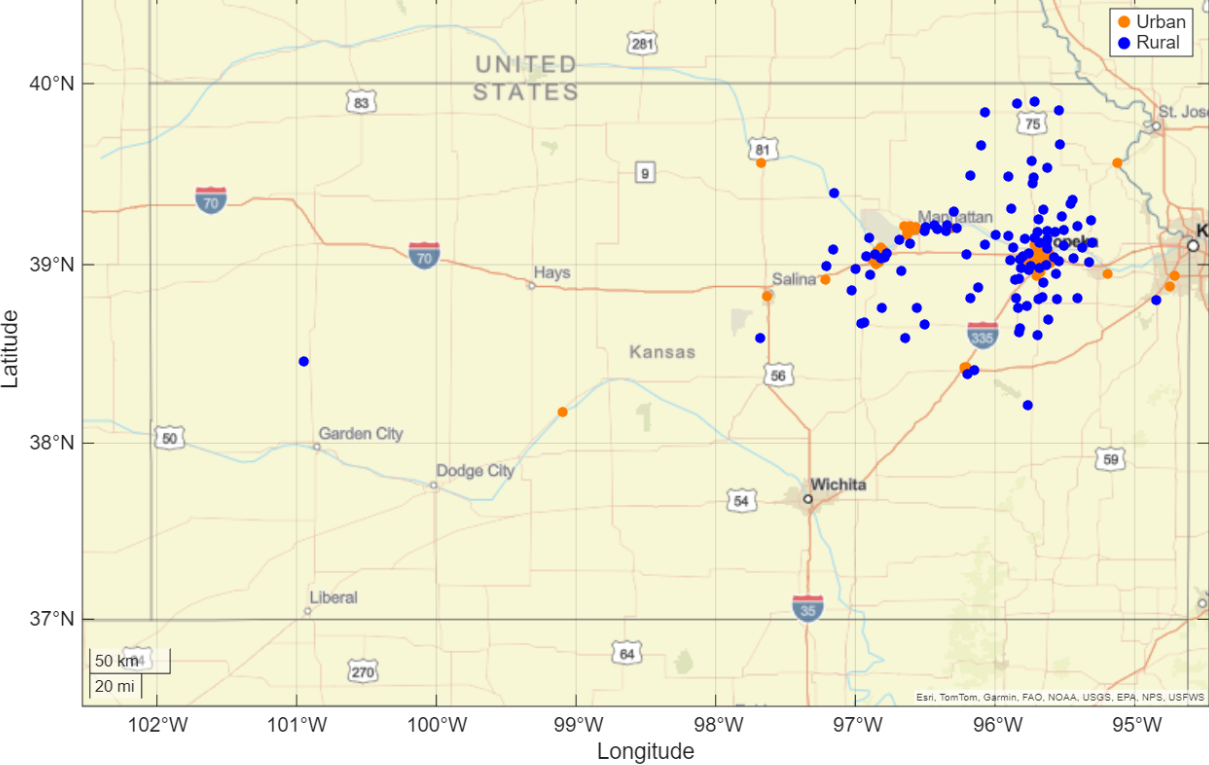 Urban
Rural
281
UNITED
STATES
40°N
83
St. Jos
75
81
9
70
Manhattan
K
opeka
70
39°N
Hays
Salina
335
Kansas
56
Latitude
Garden City
50
38°N
59
Dodge City
Wichita
54
Liberal
35
37°N
64
50 km
270
20 mi
Esri, TomTom, Garmin, FAO, NOAA, USGS, EPA, NPS, USFWS
102°W
101°W
100°W
99°W
98°W
97°W
96°W
95°W
Longitude